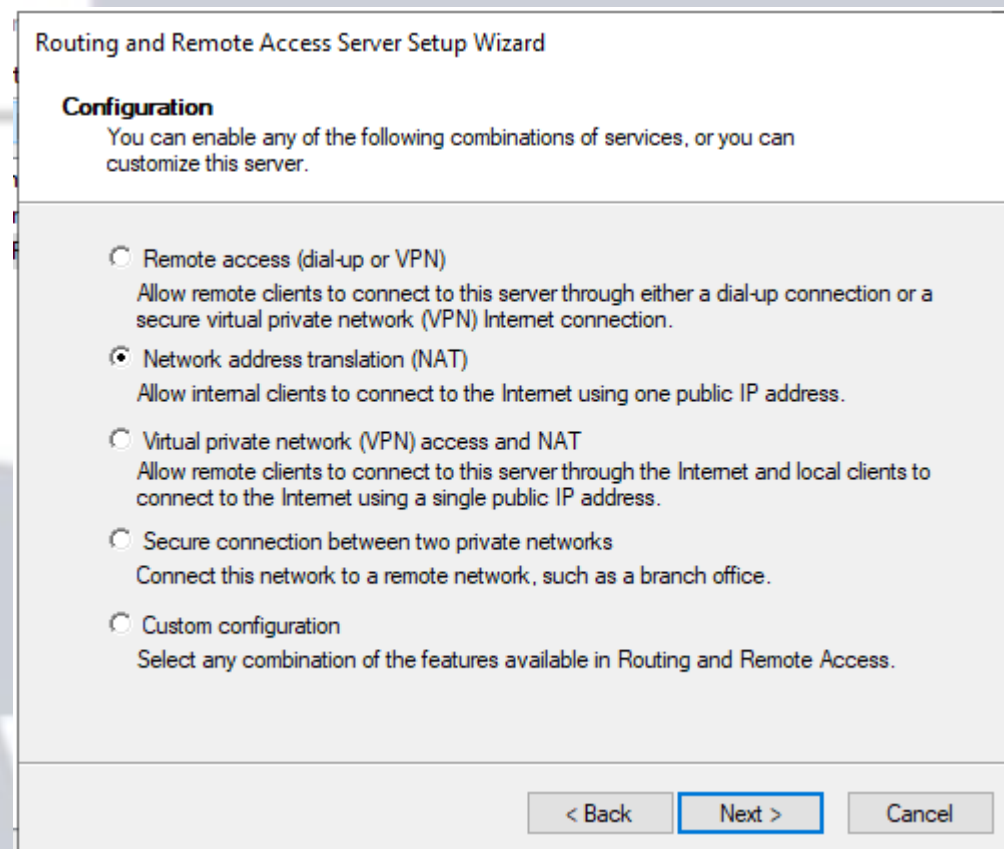 Routing and Remote Access Server Setup Wizard
Configuration
You can enable any of the following combinations of services, or you can
customize this server.
Remote access (dial-up or VPN)
Allow remote clients to connect to this server through either a dial-up connection or a
secure virtual private network (VPN) Internet connection.
Network address translation (NAT)
Allow internal clients to connect to the Internet using one public IP address.
Virtual private network (VPN) access and NAT
Allow remote clients to connect to this server through the Internet and local clients to
connect to the Internet using a single public IP address.
Secure connection between two private networks
Connect this network to a remote network, such as a branch office.
Custom configuration
Select any combination of the features available in Routing and Remote Access.
< Back Next > Cancel